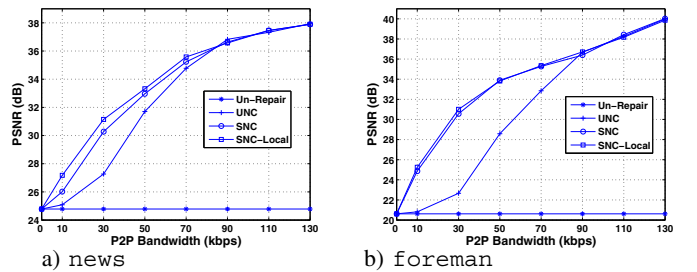 38
36
34
32
30
28
26
24
PSNR (dB)
0 10 30 50 70 90 110 130
P2P Bandwidth (kbps)
Un-Repair
UNC
SNC
SNC-Local
a) news
40
38
36
34
32
30
28
26
24
22
20
PSNR (dB)
0 10 30 50 70 90 110 130
P2P Bandwidth (kbps)
Un-Repair
UNC
SNC
SNC-Local
b) foreman